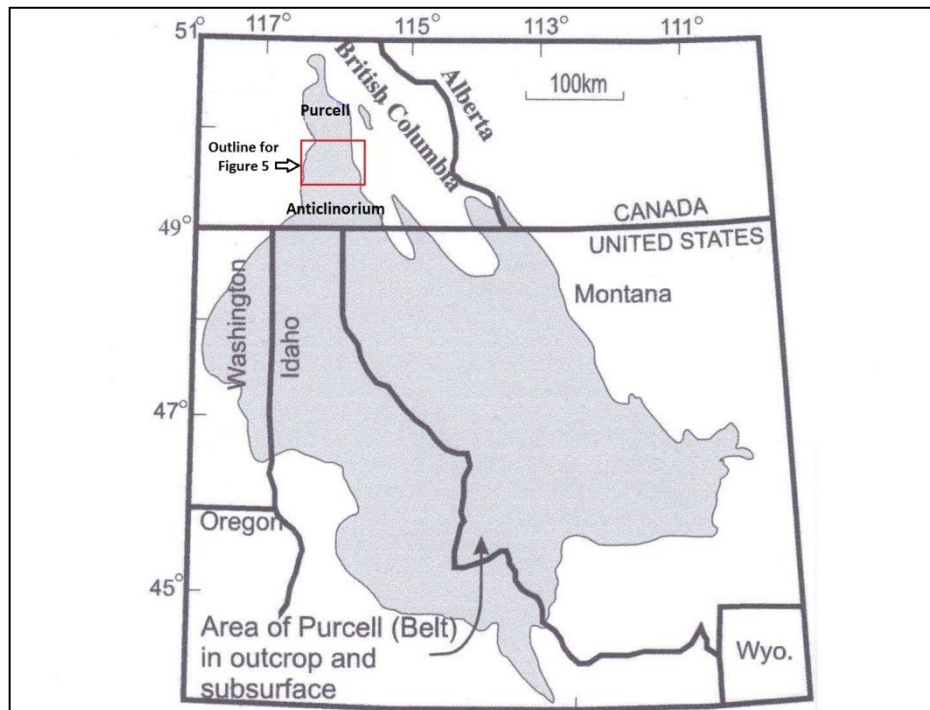 51°
117°
115°
113°
111°
100km
British Columbia
Alberta
Purcell
Outline for
Figure 5
Anticlinorium
CANADA
49°
UNITED STATES
Washington
Idaho
Montana
47°
Oregon
45°
Area of Purcell (Belt)
in outcrop and
subsurface
Wyo.